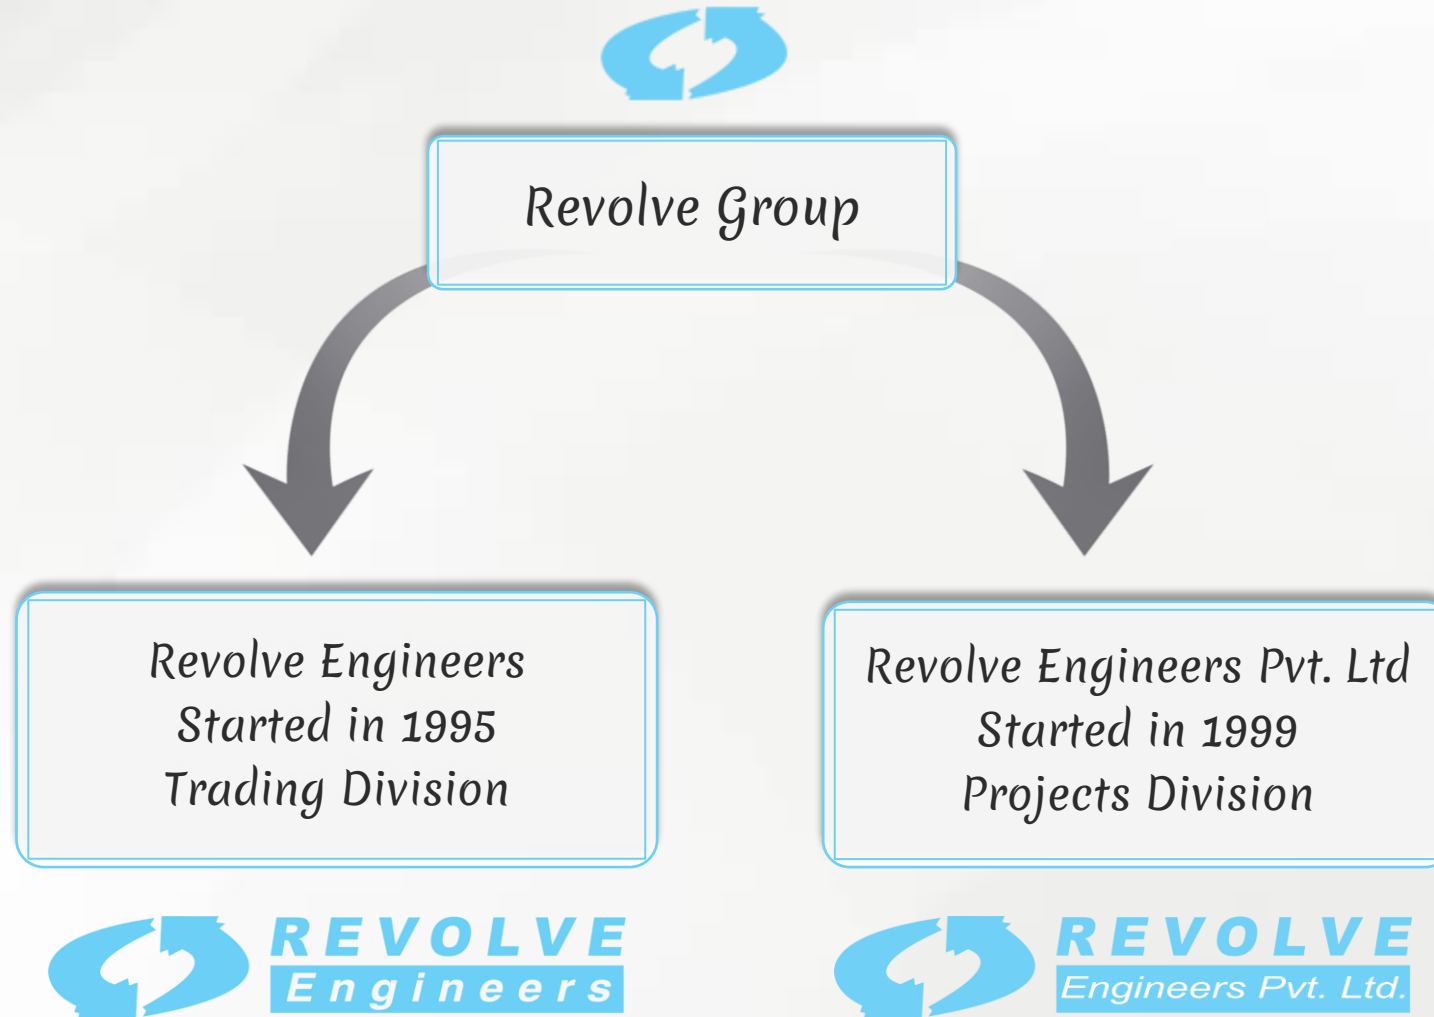 Revolve Group
Revolve Engineers
Started in 1995
Trading Division
Revolve Engineers Pvt. Ltd
Started in 1999
Projects Division
REVOLVE
Engineers
REVOLVE
Engineers Pvt. Ltd.